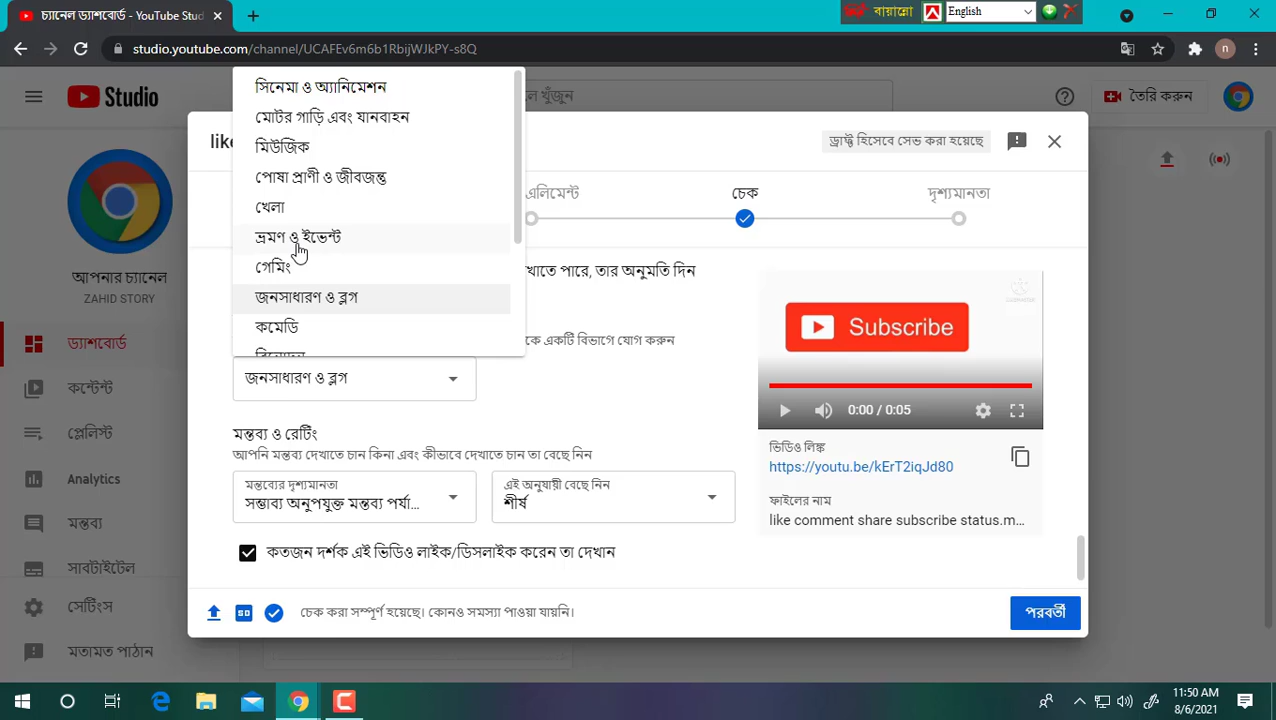 চ্যানেল ড্যাশবোর্ড - YouTube Stud
বায়ান্নো
English
studio.youtube.com/channel/UCAFEv6m6b1RbijWJkPY-s8Q
Studio
খুঁজুন
তৈরি করুন
সিনেমা ও অ্যানিমেশন
মোটর গাড়ি এবং যানবাহন
মিউজিক
পোষা প্রাণী ও জীবজন্তু
খেলা
ভ্রমণ ও ইভেন্ট
গেমিং
জনসাধারণ ও ব্লগ
কমেডি
like
ড্রাফ্ট হিসেবে সেভ করা হয়েছে
এলিমেন্ট
চেক
দৃশ্যমানতা
পারে, তার অনুমতি দিন
একটি বিভাগে যোগ করুন
জনসাধারণ ও ব্লগ
মন্তব্য ও রেটিং
আপনি মন্তব্য দেখাতে চান কিনা এবং কীভাবে দেখাতে চান তা বেছে নিন
মন্তব্যের দৃশ্যমানতা
সম্ভাব্য অনুপযুক্ত মন্তব্য পর্যা...
এই অনুযায়ী বেছে নিন
শীর্ষ
কতজন দর্শক এই ভিডিও লাইক/ডিসলাইক করেন তা দেখান
Subscribe
0:00 / 0:05
ভিডিও লিঙ্ক
https://youtu.be/kErT2iqJd80
ফাইলের নাম
like comment share subscribe status.m...
SD
চেক করা সম্পূর্ণ হয়েছে। কোনও সমস্যা পাওয়া যায়নি।
পরবর্তী
আপনার চ্যানেল
ZAHID STORY
ড্যাশবোর্ড
কন্টেন্ট
প্লেলিস্ট
Analytics
মন্তব্য
সাবটাইটেল
সেটিংস
মতামত পাঠান
11:50 AM
8/6/2021